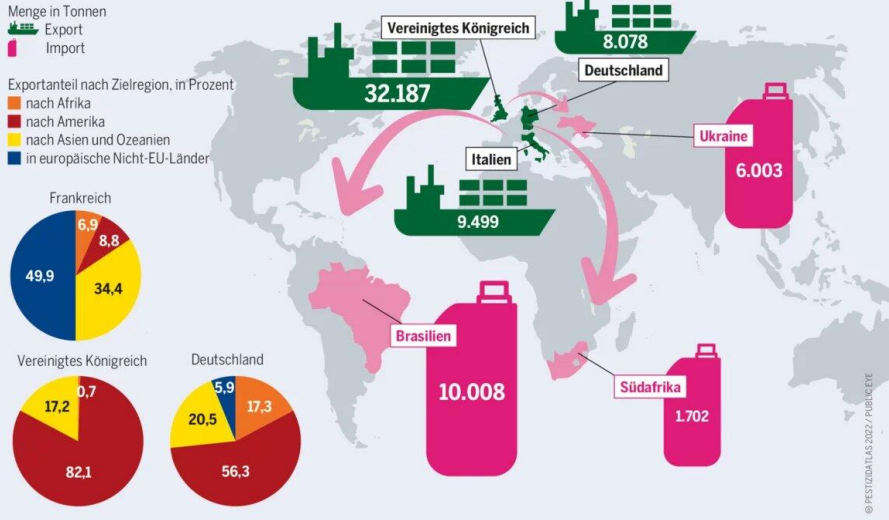 Menge in Tonnen
Export
Import
Exportanteil nach Zielregion, in Prozent
nach Afrika
nach Amerika
nach Asien und Ozeanien
in europäische Nicht-EU-Länder
Vereinigtes Königreich
32.187
8.078
Deutschland
Italien
9.499
Ukraine
6.003
Brasilien
10.008
Südafrika
1.702
Frankreich
6,9
8,8
49,9
34,4
Vereinigtes Königreich
0,7
17,2
82,1
Deutschland
5,9
17,3
20,5
56,3
© PESTIZIDATLAS 2022 / PUBLIC EYE